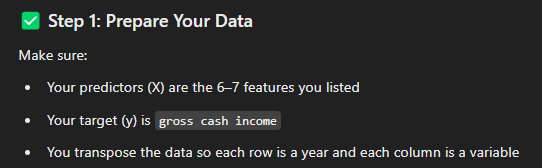 ✅ Step 1: Prepare Your Data
Make sure:
• Your predictors (X) are the 6–7 features you listed
• Your target (y) is gross cash income
• You transpose the data so each row is a year and each column is a variable